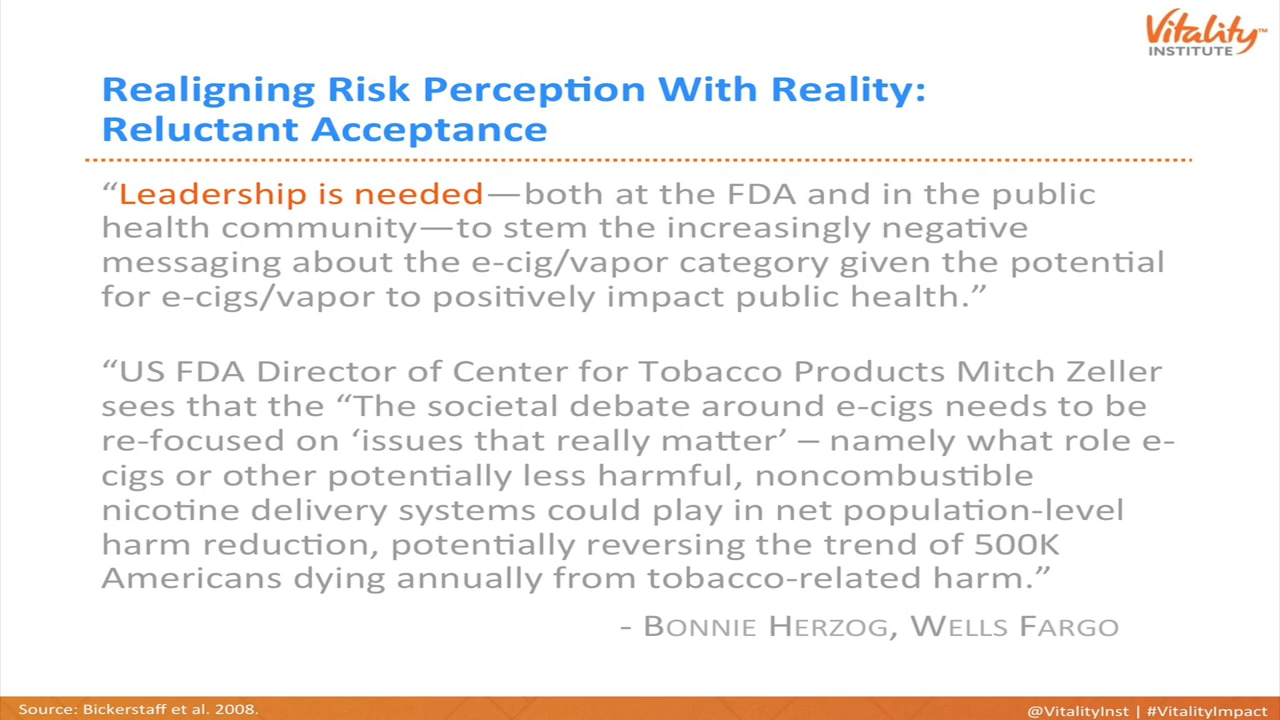 Vitality™
INSTITUTE
Realigning Risk Perception With Reality:
Reluctant Acceptance
“Leadership is needed—both at the FDA and in the public
health community—to stem the increasingly negative
messaging about the e-cig/vapor category given the potential
for e-cigs/vapor to positively impact public health.”
“US FDA Director of Center for Tobacco Products Mitch Zeller
sees that the “The societal debate around e-cigs needs to be
re-focused on ‘issues that really matter’ – namely what role e-
cigs or other potentially less harmful, noncombustible
nicotine delivery systems could play in net population-level
harm reduction, potentially reversing the trend of 500K
Americans dying annually from tobacco-related harm.”
- BONNIE HERZOG, WELLS FARGO
Source: Bickerstaff et al. 2008.
@VitalityInst | #VitalityImpact